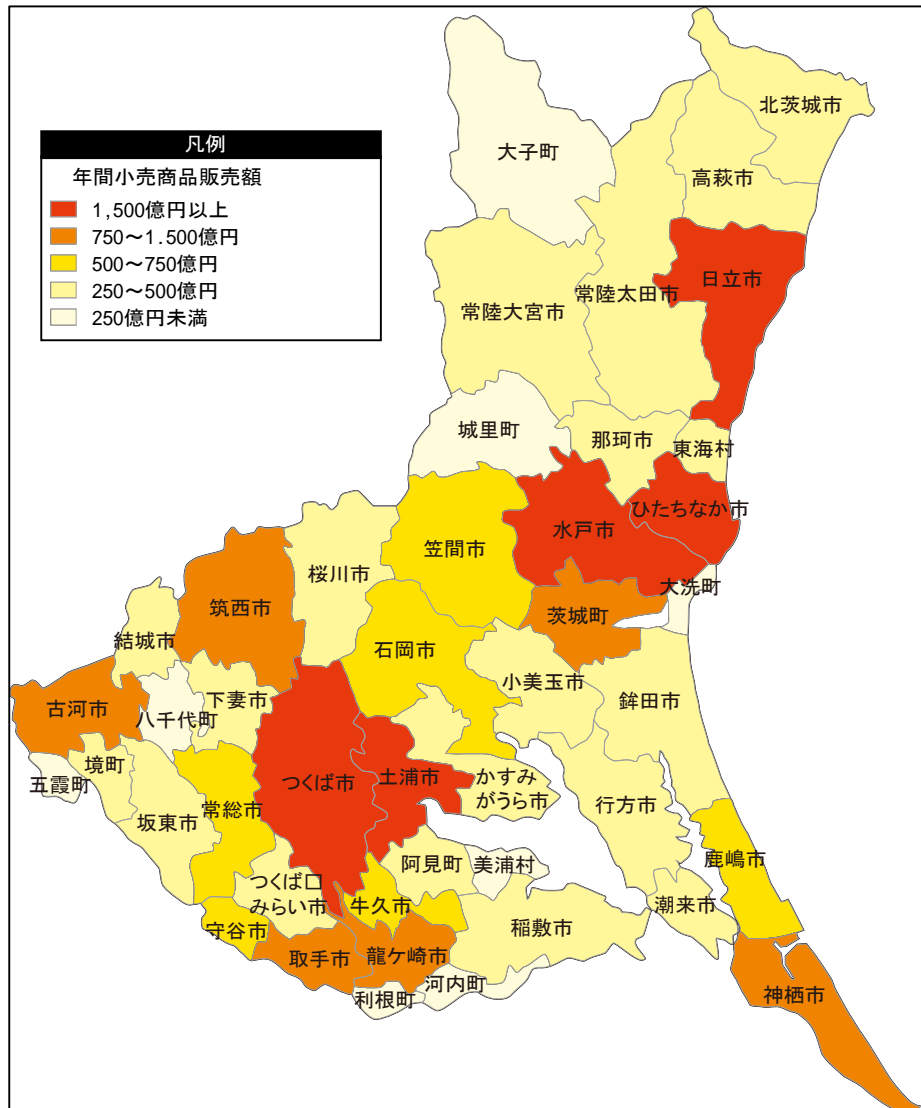 北茨城市
大子町
凡例
高萩市
年間小売商品販売額
1,500億円以上
750～1.500億円
500～750億円
250～500億円
250億円未満
日立市
常陸太田市
常陸大宮市
城里町
那珂市
東海村
ひたちなか市
水戸市
笠間市
桜川市
大洗町
筑西市
茨城町
結城市
石岡市
小美玉市
下妻市
鉾田市
古河市
八千代町
境町
五霞町
つくば市
土浦市
かすみ
がうら市
行方市
常総市
坂東市
鹿嶋市
阿見町
美浦村
つくば□
みらい市
牛久市
潮来市
稲敷市
守谷市
取手市
龍ケ崎市
河内町
利根町
神栖市